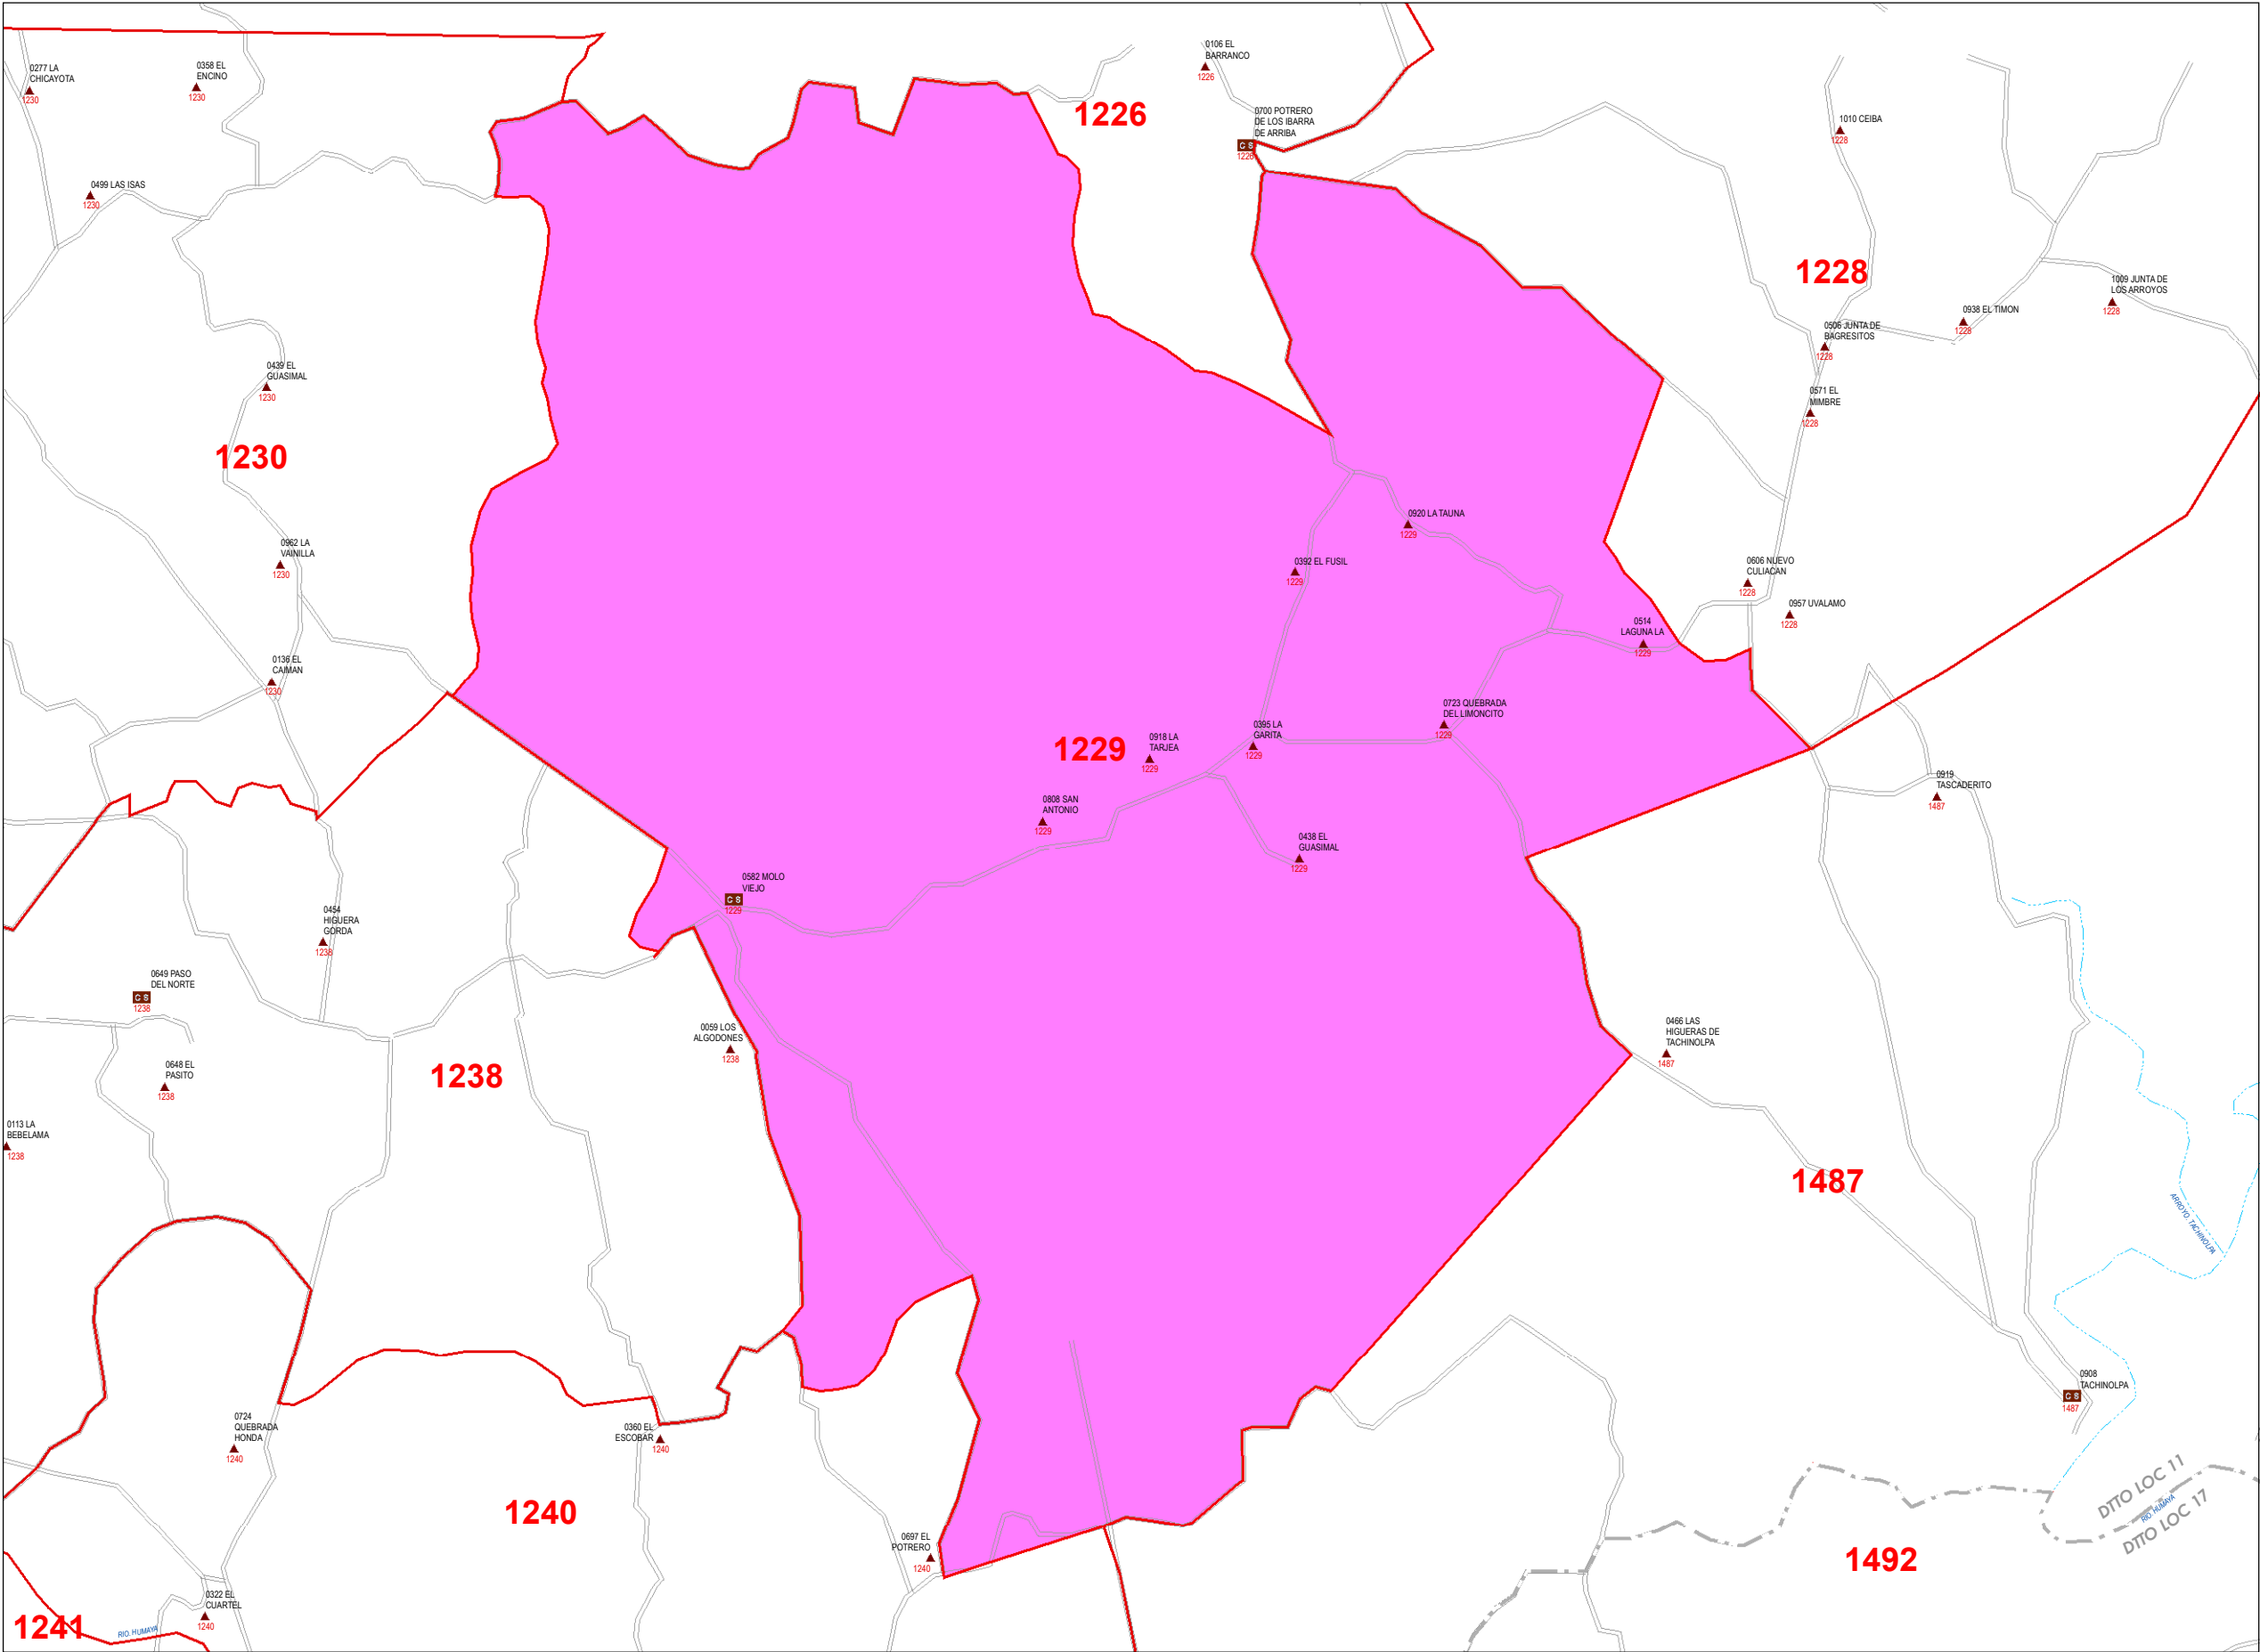 0277 LA
CHICAYOTA
1230
0358 EL
ENCINO
1230
0106 EL
BARRANCO
1226
1226
0700 POTRERO
DE LOS IBARRA
DE ARRIBA
C S
1226
1010 CEIBA
1228
0499 LAS ISAS
1230
1228
1009 JUNTA DE
LOS ARROYOS
1228
0938 EL TIMON
1228
0506 JUNTA DE
BAGRESITOS
1228
0439 EL
GUASIMAL
1230
0571 EL
MIMBRE
1228
1230
0920 LA TAUNA
1229
0962 LA
VAINILLA
1230
0392 EL FUSIL
1229
0606 NUEVO
CULIACAN
1228
0957 UVALAMO
1228
0514
LAGUNA LA
1229
0136 EL
CAIMAN
1230
0723 QUEBRADA
DEL LIMONCITO
1229
0395 LA
GARITA
1229
1229
0918 LA
TARJEA
1229
0919
TASCADERITO
1487
0808 SAN
ANTONIO
1229
0438 EL
GUASIMAL
1229
0582 MOLO
VIEJO
C S
1229
0454
HIGUERA
GORDA
1238
0649 PASO
DEL NORTE
C S
1238
0059 LOS
ALGODONES
1238
0466 LAS
HIGUERAS DE
TACHINOLPA
1487
0648 EL
PASITO
1238
1238
0113 LA
BEBELAMA
1238
1487
ARROYO. TACHINOLPA
0908
TACHINOLPA
C S
1487
0724
QUEBRADA
HONDA
1240
0360 EL
ESCOBAR
1240
1240
DTTO LOC 11
RIO. HUMAYA
DTTO LOC 17
0697 EL
POTRERO
1240
1492
0322 EL
CUARTEL
1240
1241
RIO. HUMAYA